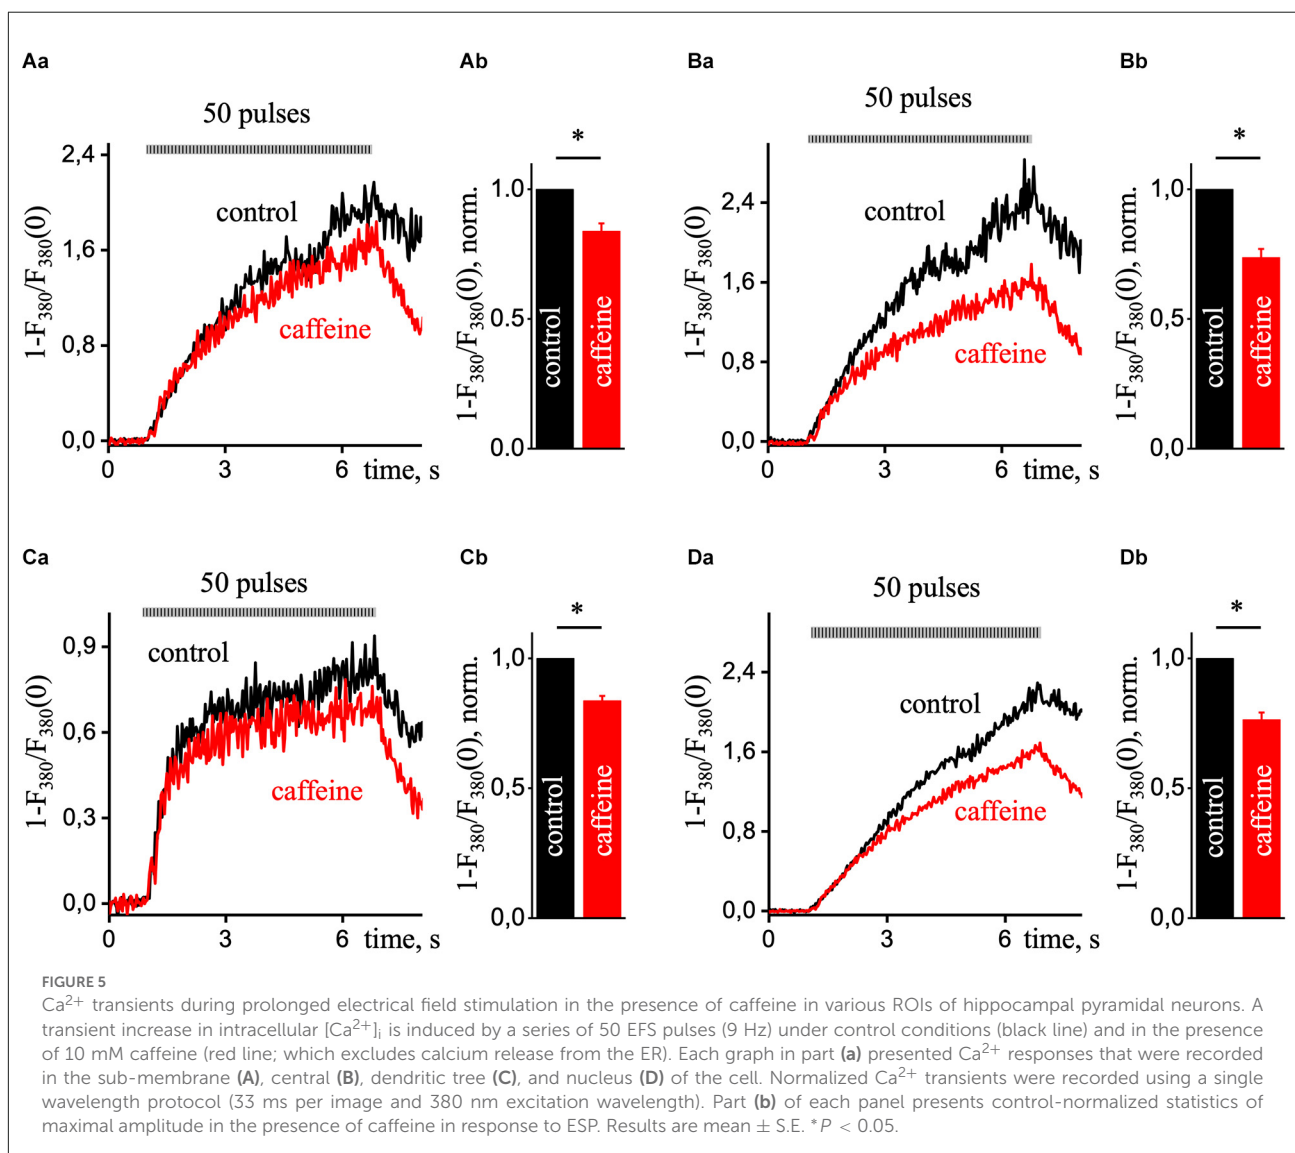 Aa
Ab
Ba
Bb
50 pulses
2,4
1,6
0,8
0,0
0
3
6
time, s
1-F₃₈₀/F₃₈₀(0)
control
caffeine
*
1.0
0.5
0.0
1-F₃₈₀/F₃₈₀(0), norm.
control
caffeine
50 pulses
2,4
1,6
0,8
0,0
0
3
6
time, s
1-F₃₈₀/F₃₈₀(0)
control
caffeine
*
1.0
0.5
0,0
1-F₃₈₀/F₃₈₀(0), norm.
control
caffeine
Ca
Cb
Da
Db
50 pulses
0,9
0,6
0,3
0,0
0
3
6
time, s
1-F₃₈₀/F₃₈₀(0)
control
caffeine
*
1.0
0.5
0,0
1-F₃₈₀/F₃₈₀(0), norm.
control
caffeine
50 pulses
2,4
1,6
0,8
0,0
0
3
6
time, s
1-F₃₈₀/F₃₈₀(0)
control
caffeine
*
1.0
0.5
0,0
1-F₃₈₀/F₃₈₀(0), norm.
control
caffeine
FIGURE 5
Ca²⁺ transients during prolonged electrical field stimulation in the presence of caffeine in various ROIs of hippocampal pyramidal neurons. A
transient increase in intracellular [Ca²⁺]ᵢ is induced by a series of 50 EFS pulses (9 Hz) under control conditions (black line) and in the presence
of 10 mM caffeine (red line; which excludes calcium release from the ER). Each graph in part (a) presented Ca²⁺ responses that were recorded
in the sub-membrane (A), central (B), dendritic tree (C), and nucleus (D) of the cell. Normalized Ca²⁺ transients were recorded using a single
wavelength protocol (33 ms per image and 380 nm excitation wavelength). Part (b) of each panel presents control-normalized statistics of
maximal amplitude in the presence of caffeine in response to ESP. Results are mean ± S.E. *P < 0.05.